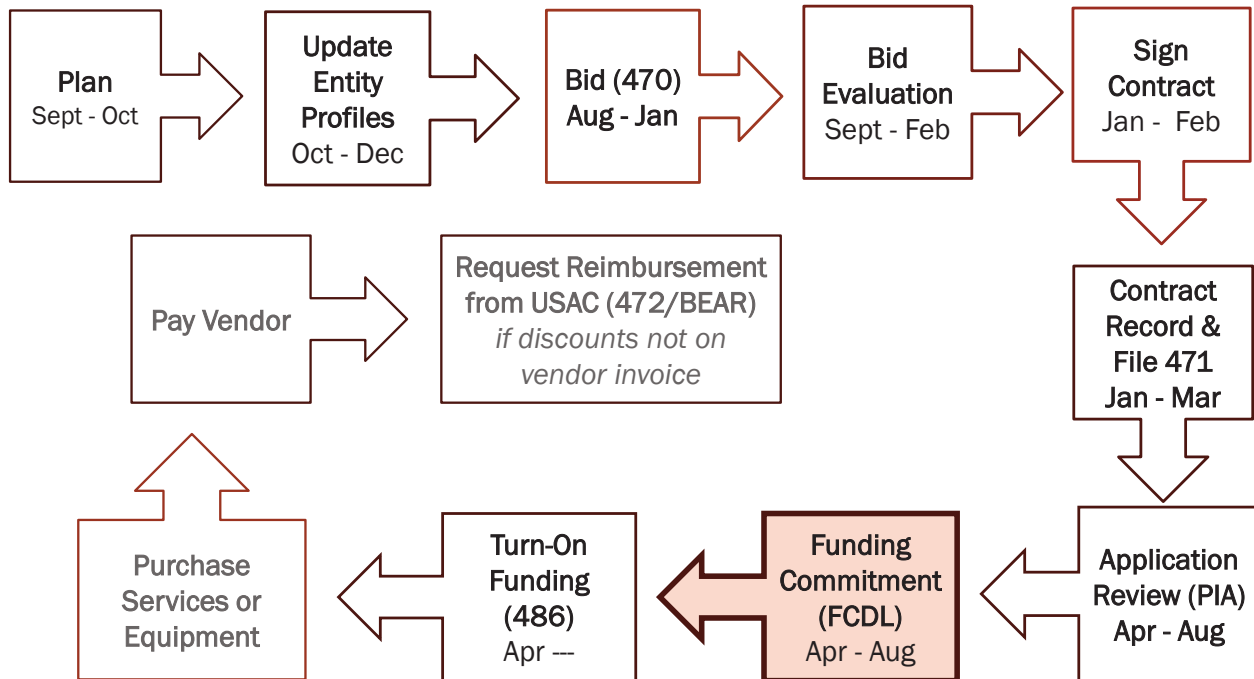 Plan
Sept - Oct
Update
Entity
Profiles
Oct - Dec
Bid (470)
Aug - Jan
Bid
Evaluation
Sept - Feb
Sign
Contract
Jan - Feb
Contract
Record &
File 471
Jan - Mar
Application
Review (PIA)
Apr - Aug
Funding
Commitment
(FCDL)
Apr - Aug
Turn-On
Funding
(486)
Apr ---
Purchase
Services or
Equipment
Pay Vendor
Request Reimbursement
from USAC (472/BEAR)
if discounts not on
vendor invoice